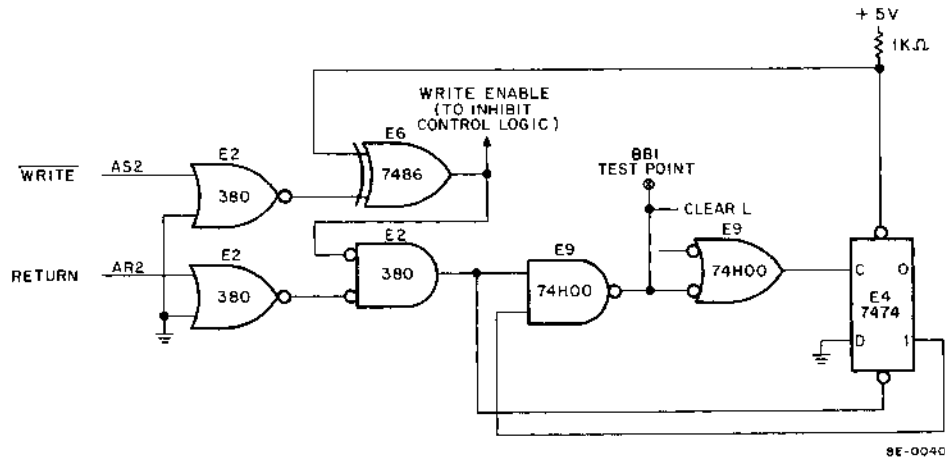 + 5V
1KΩ
WRITE ENABLE
(TO INHIBIT
CONTROL LOGIC)
E6
7486
BB1
TEST POINT
CLEAR L
WRITE
AS2
E2
380
E2
380
E9
74H00
E9
74H00
C
0
E4
7474
D
1
RETURN
AR2
E2
380
8E-0040